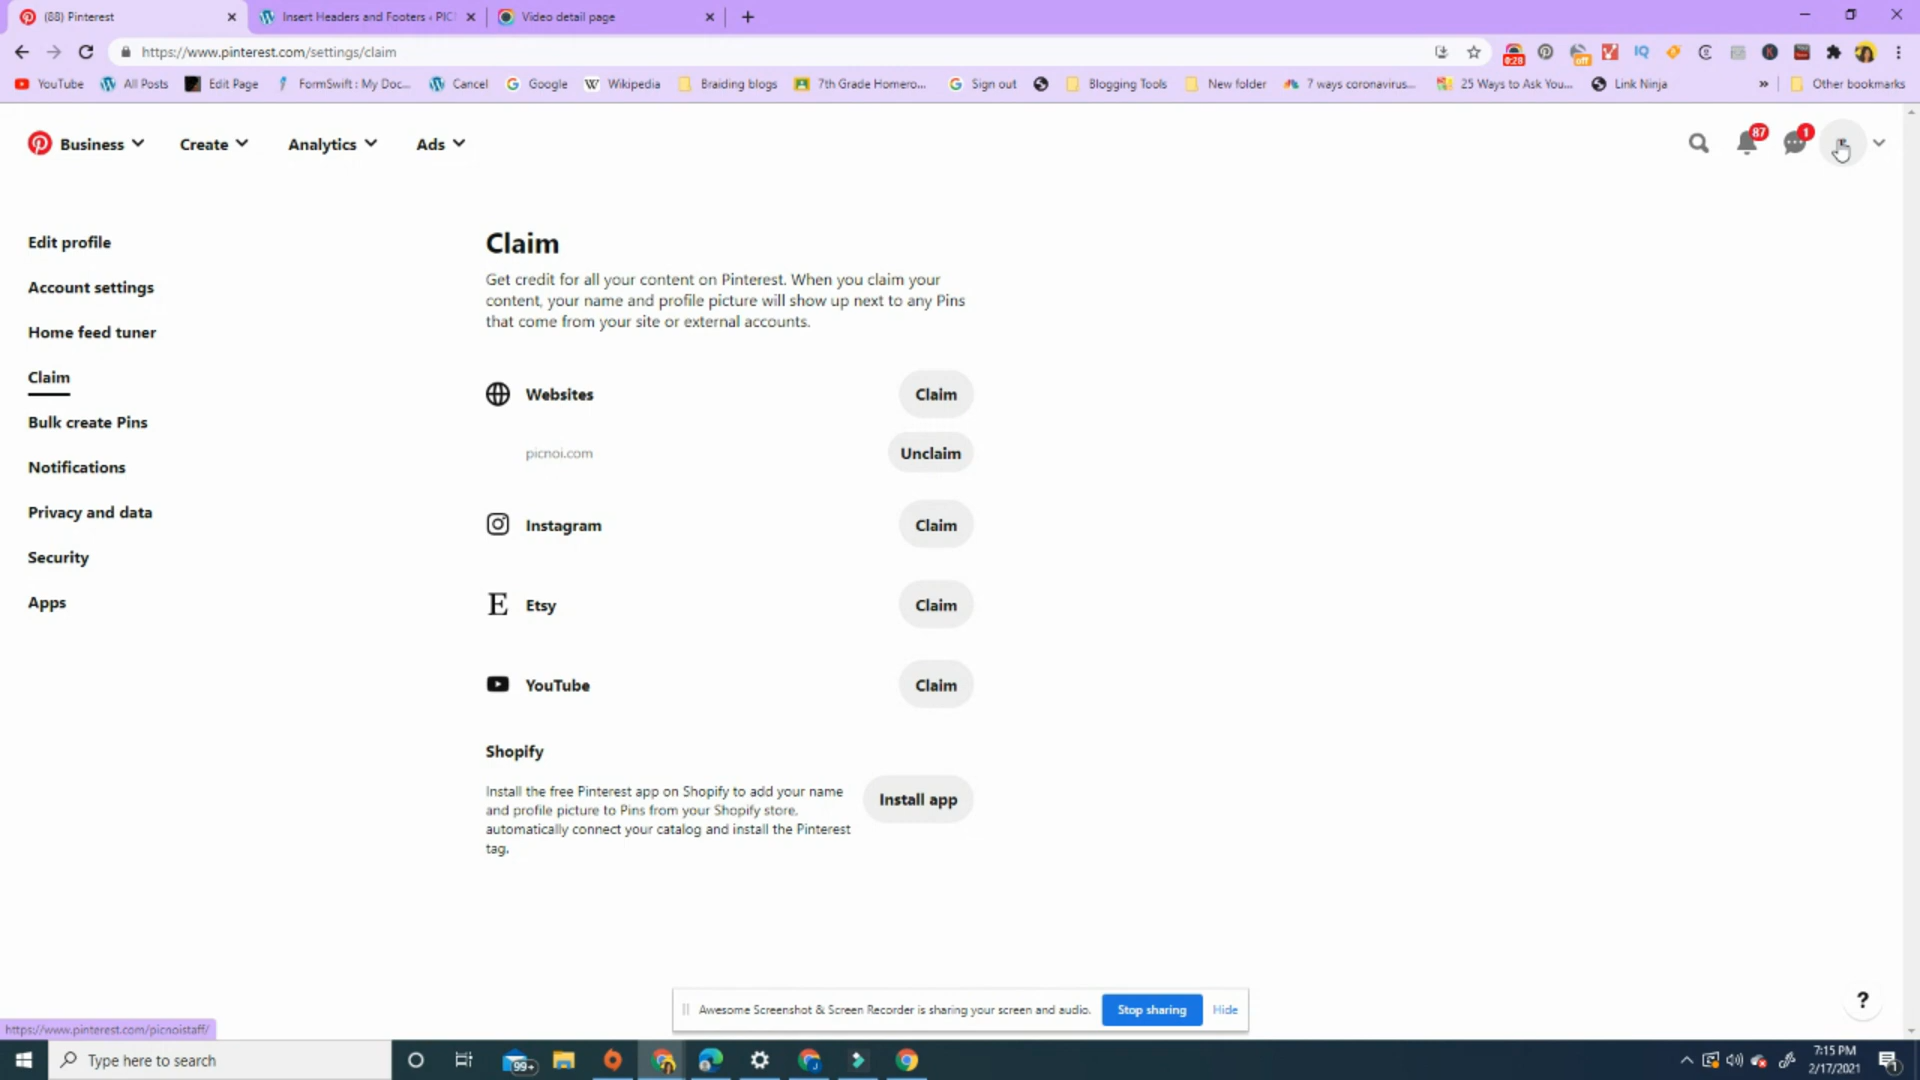 (88) Pinterest
Insert Headers and Footers ‹ PIC
Video detail page
https://www.pinterest.com/settings/claim
0:28
IQ
off
YouTube
All Posts
Edit Page
FormSwift : My Doc...
Cancel
Google
Wikipedia
Braiding blogs
7th Grade Homero...
Sign out
Blogging Tools
New folder
7 ways coronavirus...
25 Ways to Ask You...
Link Ninja
»
Other bookmarks
Business
Create
Analytics
Ads
87
1
Edit profile
Account settings
Home feed tuner
Claim
Bulk create Pins
Notifications
Privacy and data
Security
Apps
Claim
Get credit for all your content on Pinterest. When you claim your
content, your name and profile picture will show up next to any Pins
that come from your site or external accounts.
Websites
Claim
picnoi.com
Unclaim
Instagram
Claim
E Etsy
Claim
YouTube
Claim
Shopify
Install the free Pinterest app on Shopify to add your name
and profile picture to Pins from your Shopify store,
automatically connect your catalog and install the Pinterest
tag.
Install app
?
Awesome Screenshot & Screen Recorder is sharing your screen and audio.
Stop sharing
Hide
https://www.pinterest.com/picnoistaff/
Type here to search
99+
7:15 PM
2/17/2021
1